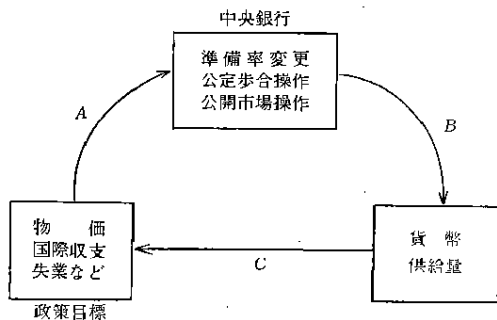 中央銀行
準備率変更
公定歩合操作
公開市場操作
A
B
物価
国際収支
失業など
政策目標
C
貨幣
供給量